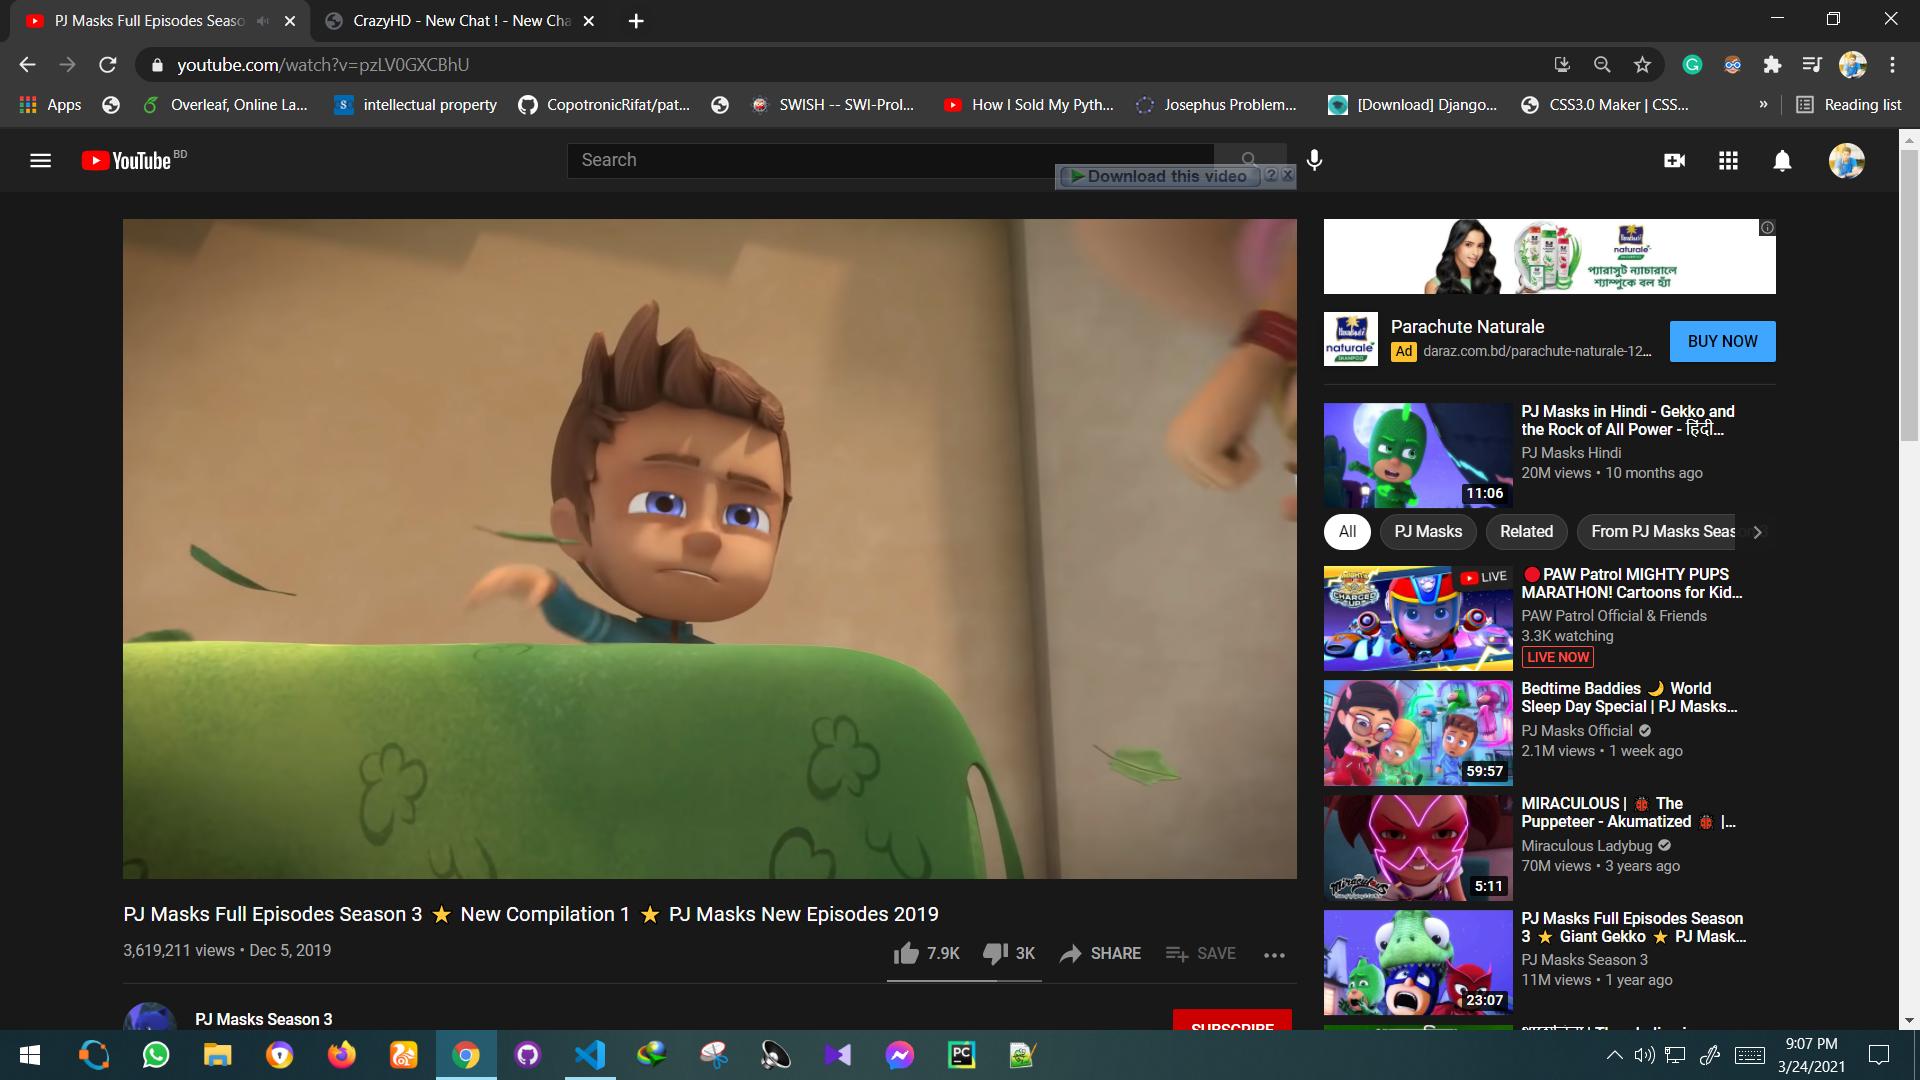 PJ Masks Full Episodes Seaso
CrazyHD - New Chat ! - New Cha
youtube.com/watch?v=pzLV0GXCBhU
Apps
Overleaf, Online La...
intellectual property
CopotronicRifat/pat...
SWISH -- SWI-Prol...
How I Sold My Pyth...
Josephus Problem...
[Download] Django...
CSS3.0 Maker | CSS...
»
Reading list
YouTube BD
Search
Download this video ? X
naturale
প্যারাসুট ন্যাচারালে
শ্যাম্পুকে বল হ্যাঁ
naturale
SHAMPOO
Parachute Naturale
Ad daraz.com.bd/parachute-naturale-12...
BUY NOW
PJ Masks in Hindi - Gekko and
the Rock of All Power - हिंदी...
PJ Masks Hindi
20M views • 10 months ago
11:06
All
PJ Masks
Related
From PJ Masks Season 3
LIVE
CHARGED UP
PAW Patrol MIGHTY PUPS
MARATHON! Cartoons for Kid...
PAW Patrol Official & Friends
3.3K watching
LIVE NOW
Bedtime Baddies 🌙 World
Sleep Day Special | PJ Masks...
PJ Masks Official
2.1M views • 1 week ago
59:57
MIRACULOUS | 🐞 The
Puppeteer - Akumatized 🐞 |...
Miraculous Ladybug
70M views • 3 years ago
Miraculous
5:11
PJ Masks Full Episodes Season
3 ⭐ Giant Gekko ⭐ PJ Mask...
PJ Masks Season 3
11M views • 1 year ago
23:07
PJ Masks Full Episodes Season 3 ⭐ New Compilation 1 ⭐ PJ Masks New Episodes 2019
3,619,211 views • Dec 5, 2019
7.9K
3K
SHARE
SAVE
PJ Masks Season 3
SUBSCRIBE
PC
9:07 PM
3/24/2021